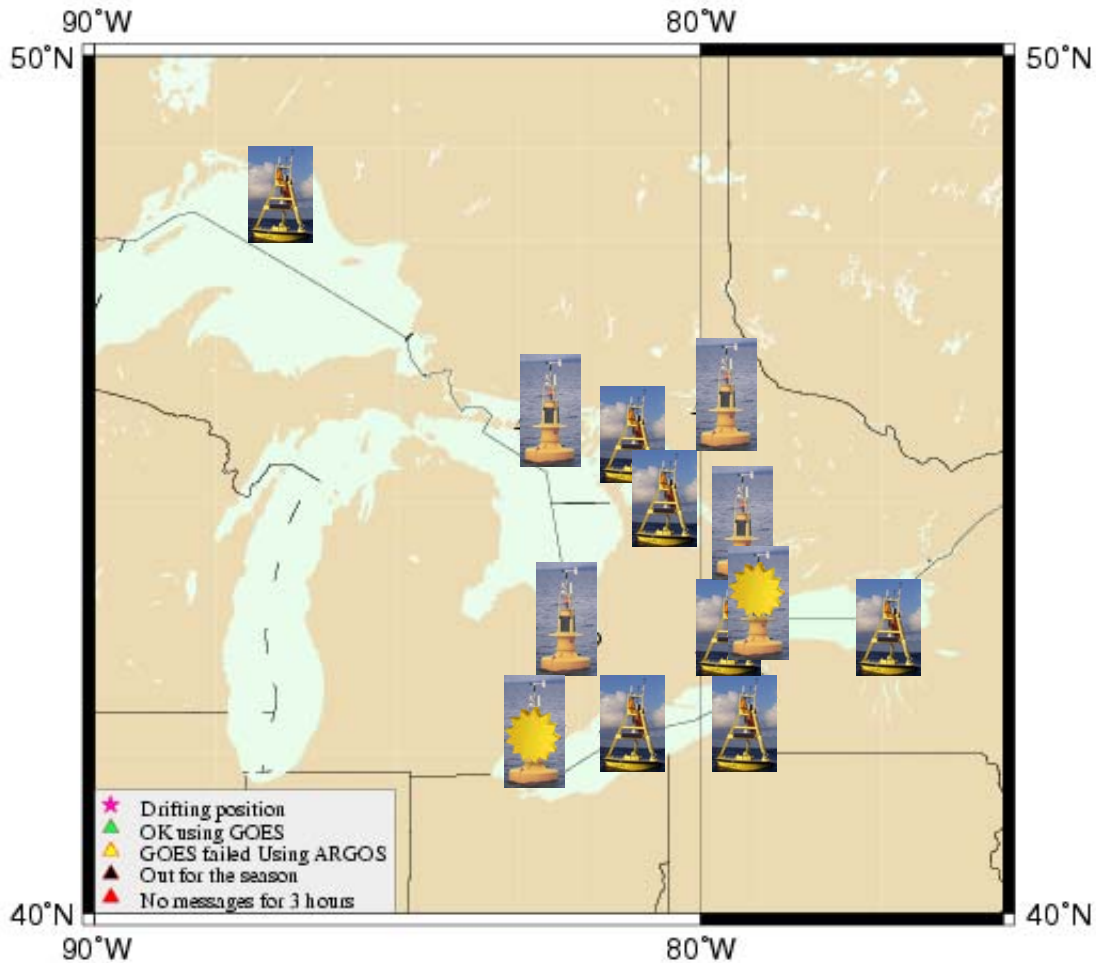 90°W 80°W
50°N 50°N
Drifting position
OK using GOES
GOES failed Using ARGOS
Out for the season
No messages for 3 hours
40°N 40°N
90°W 80°W